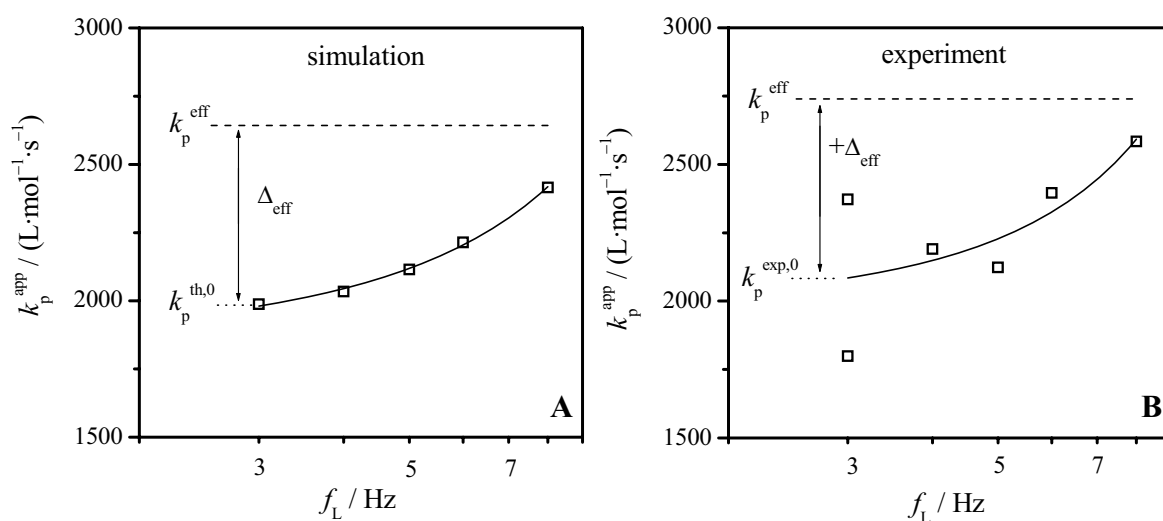 simulation
3000
2500
2000
1500
k_p^eff
Δ_eff
k_p^th,0
k_p^app / (L·mol⁻¹·s⁻¹)
A
3
5
7
f_L / Hz
experiment
3000
2500
2000
1500
k_p^eff
+Δ_eff
k_p^exp,0
k_p^app / (L·mol⁻¹·s⁻¹)
B
3
5
7
f_L / Hz